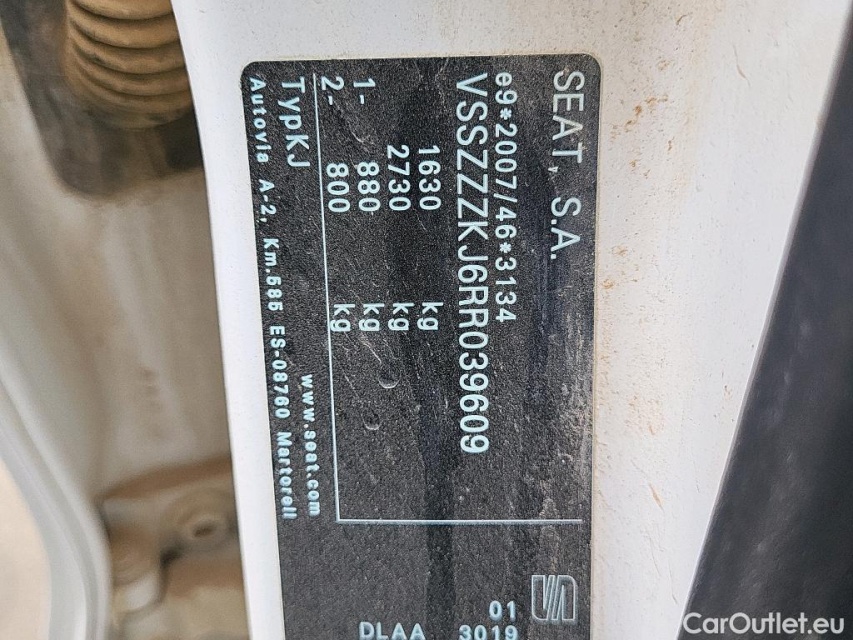 SEAT, S.A.
e9*2007/46*3134
VSSZZZKJ6RR039609
1630 kg
2730 kg
1- 880 kg
2- 800 kg
TypKJ
www.seat.com
Autovia A-2, Km.585 ES-08760 Martorell
01
3019
DLAA
CarOutlet.eu